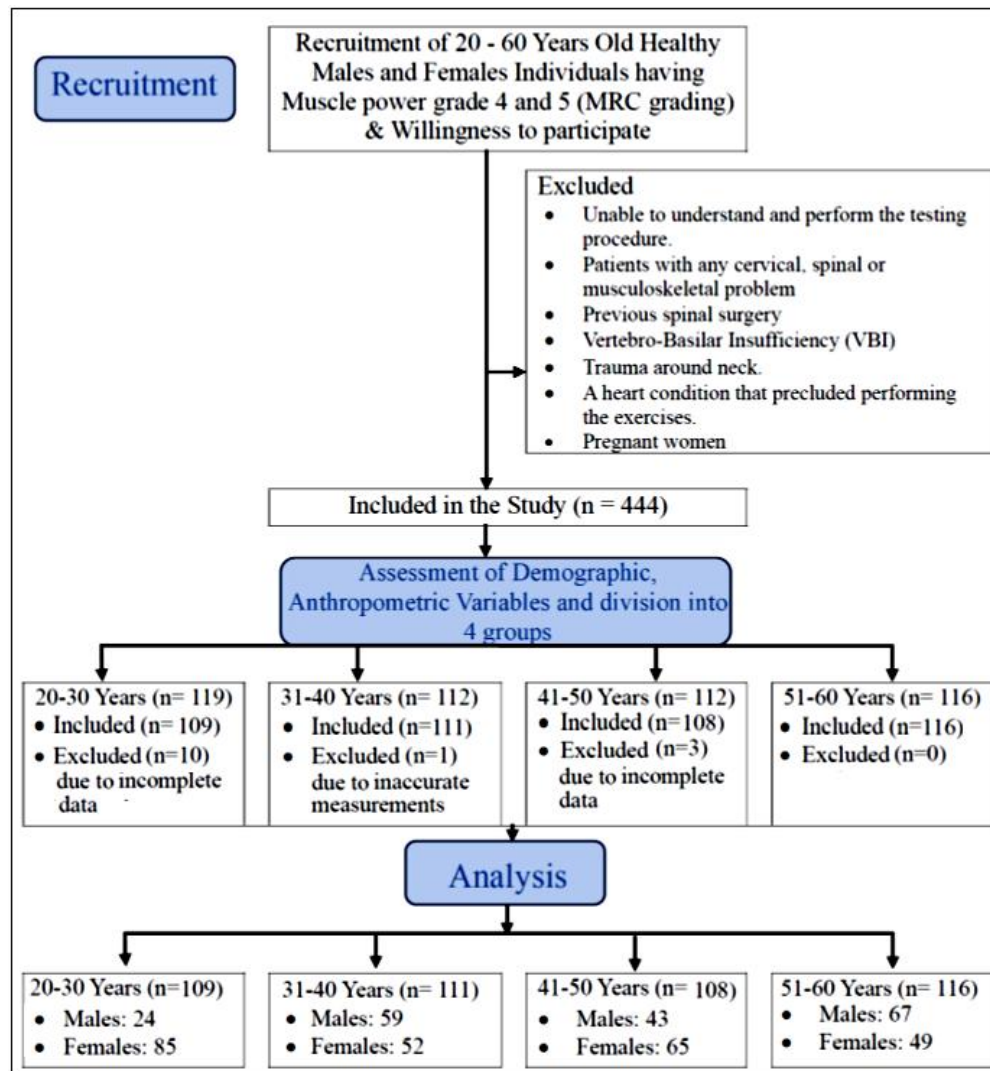 Recruitment
Recruitment of 20 - 60 Years Old Healthy
Males and Females Individuals having
Muscle power grade 4 and 5 (MRC grading)
& Willingness to participate
Excluded
• Unable to understand and perform the testing
procedure.
• Patients with any cervical, spinal or
musculoskeletal problem
• Previous spinal surgery
• Vertebro-Basilar Insufficiency (VBI)
• Trauma around neck.
• A heart condition that precluded performing
the exercises.
• Pregnant women
Included in the Study (n = 444)
Assessment of Demographic,
Anthropometric Variables and division into
4 groups
20-30 Years (n= 119)
• Included (n=109)
• Excluded (n=10)
due to incomplete
data
31-40 Years (n= 112)
• Included (n=111)
• Excluded (n=1)
due to inaccurate
measurements
41-50 Years (n= 112)
• Included (n=108)
• Excluded (n=3)
due to incomplete
data
51-60 Years (n= 116)
• Included (n=116)
• Excluded (n=0)
Analysis
20-30 Years (n=109)
• Males: 24
• Females: 85
31-40 Years (n= 111)
• Males: 59
• Females: 52
41-50 Years (n= 108)
• Males: 43
• Females: 65
51-60 Years (n= 116)
• Males: 67
• Females: 49